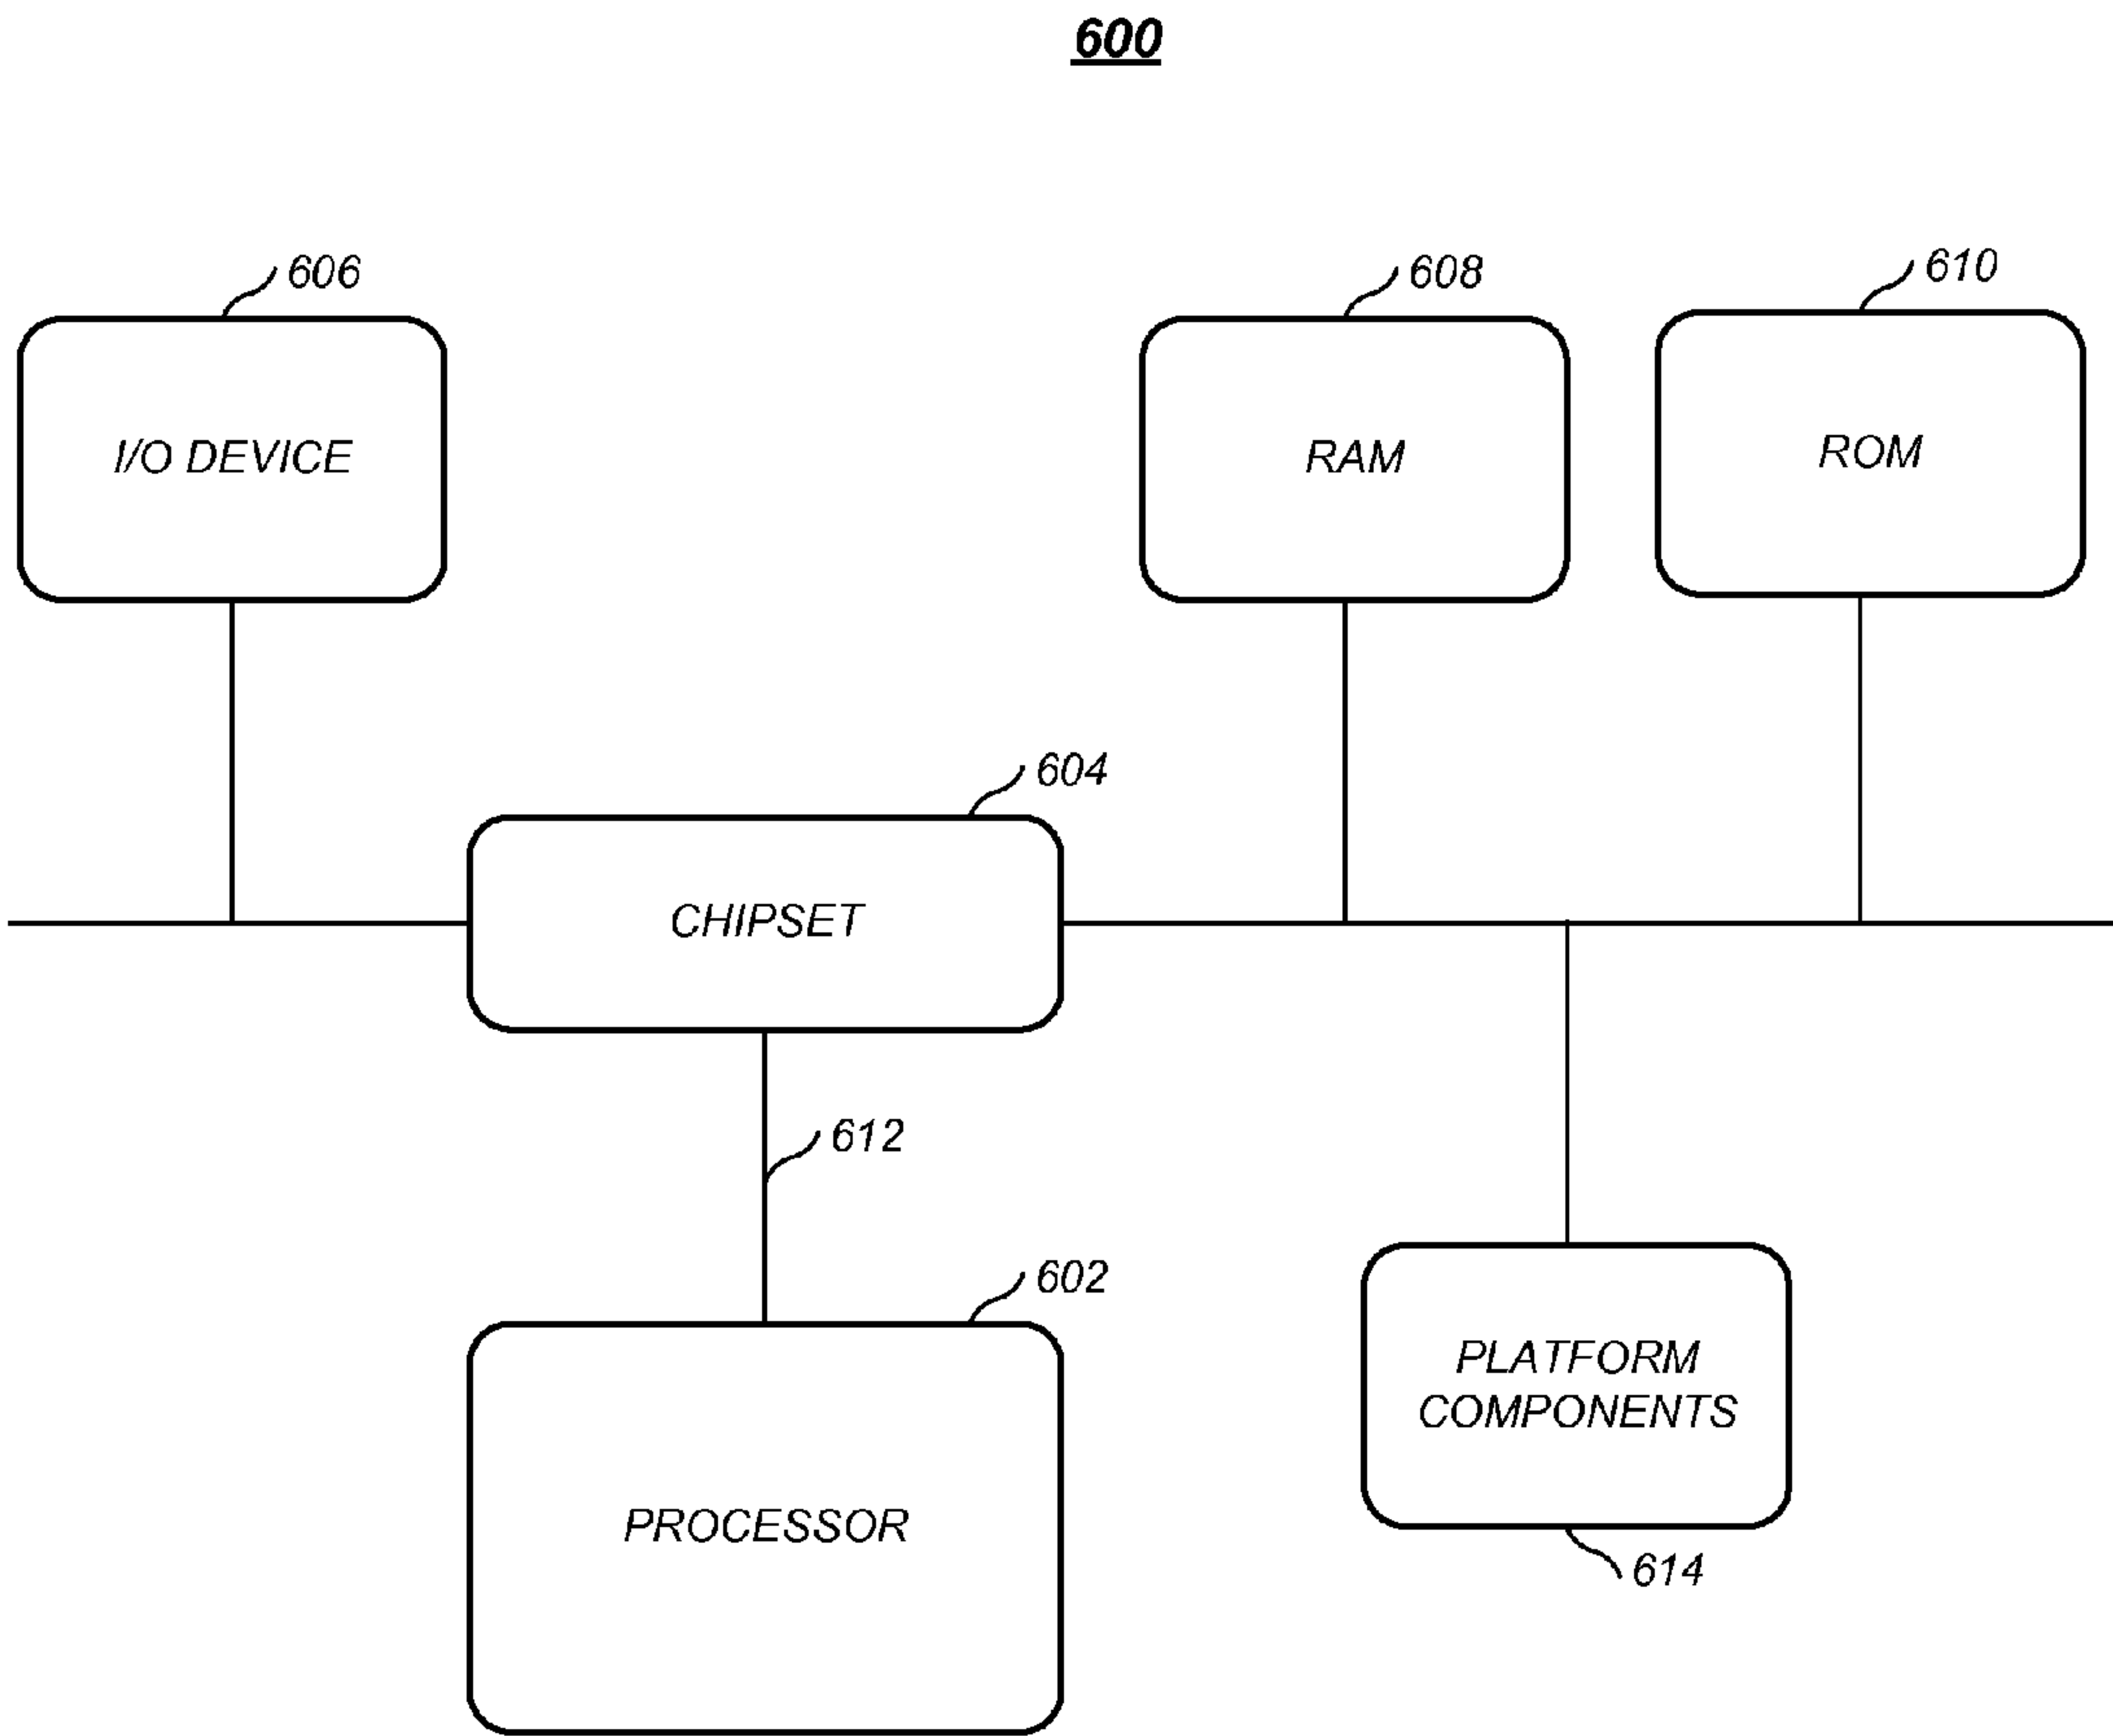 600
606
608
610
I/O DEVICE
RAM
ROM
604
CHIPSET
612
602
PROCESSOR
PLATFORM
COMPONENTS
614